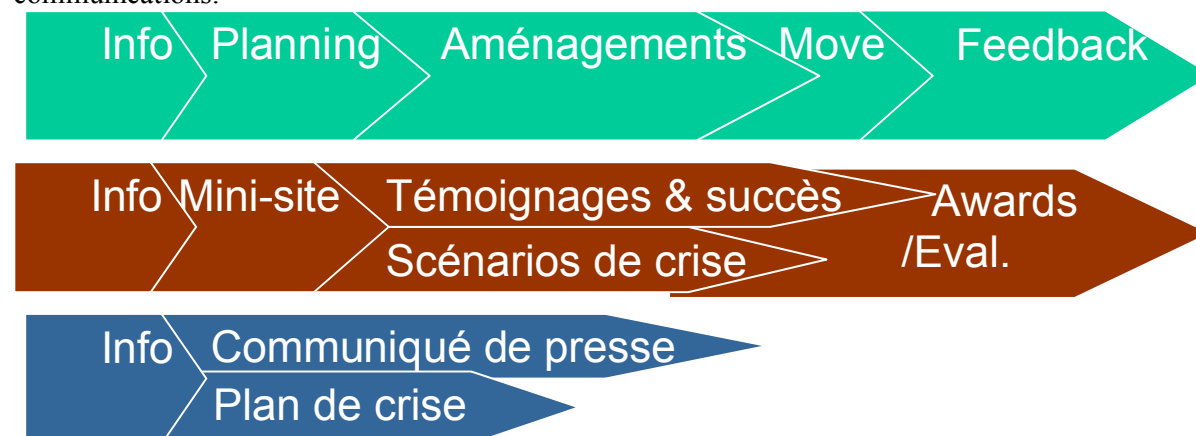 communications.
Info Planning Aménagements Move Feedback
Info Mini-site Témoignages & succès Awards
Scénarios de crise /Eval.
Info Communiqué de presse
Plan de crise